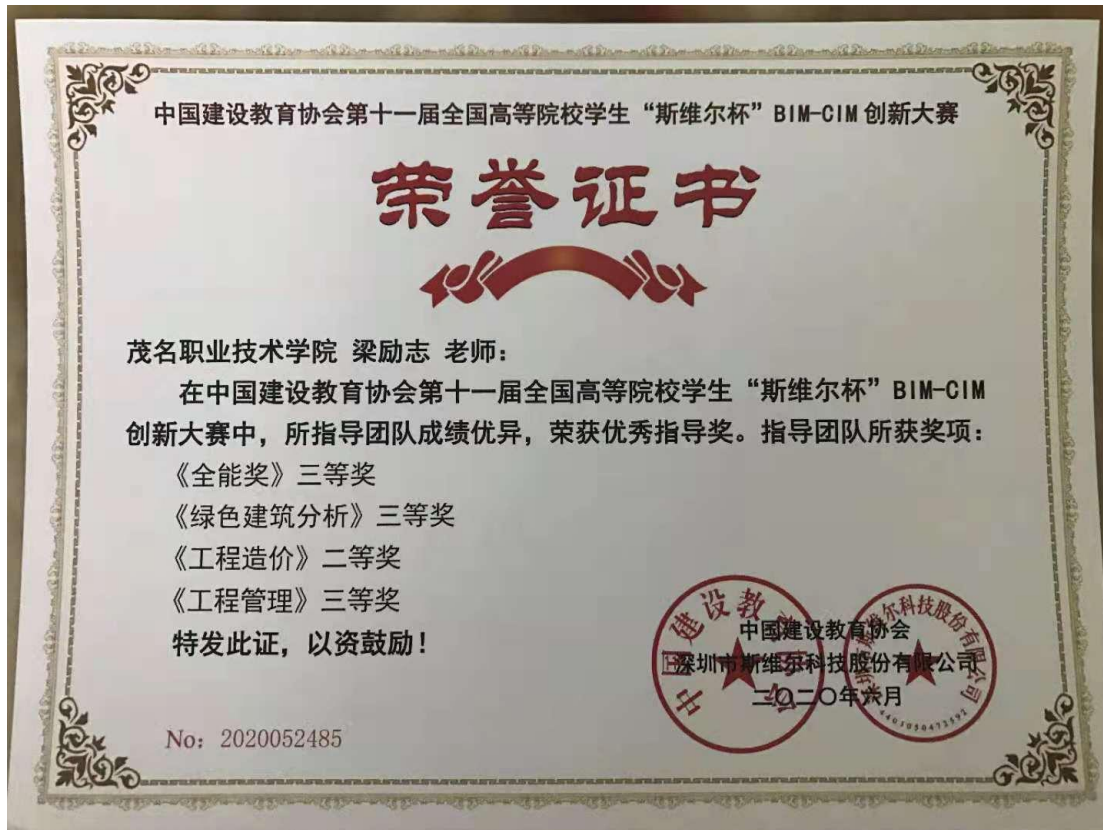 中国建设教育协会第十一届全国高等院校学生“斯维尔杯”BIM-CIM创新大赛
荣誉证书
茂名职业技术学院 梁励志 老师:
在中国建设教育协会第十一届全国高等院校学生“斯维尔杯”BIM-CIM
创新大赛中,所指导团队成绩优异,荣获优秀指导奖。指导团队所获奖项:
《全能奖》三等奖
《绿色建筑分析》三等奖
《工程造价》二等奖
《工程管理》三等奖
特发此证,以资鼓励!
中国建设教育协会
深圳市斯维尔科技股份有限公司
二〇二〇年六月
No: 2020052485